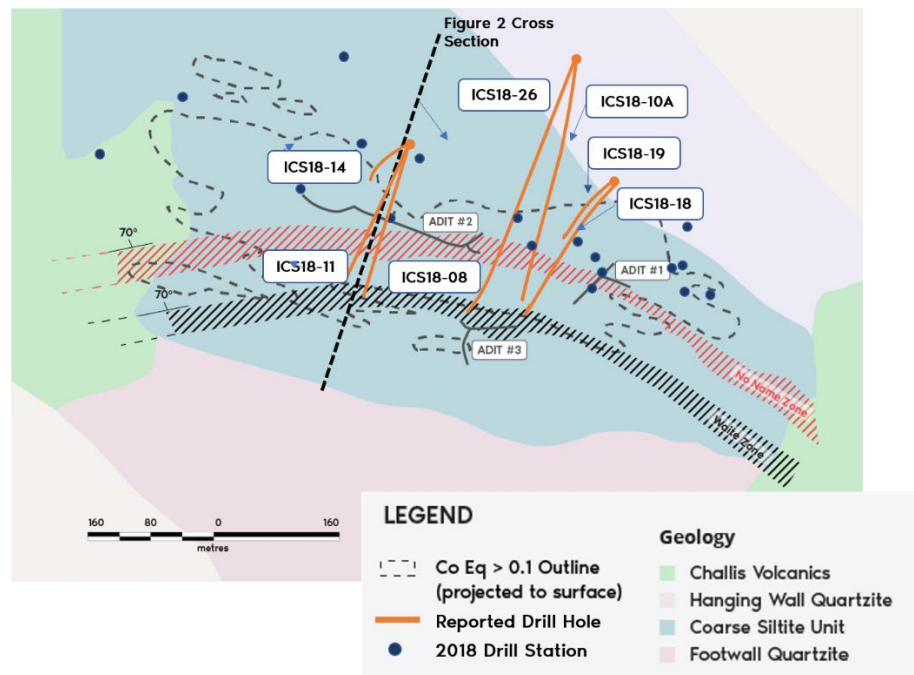 Figure 2 Cross
Section
ICS18-26
ICS18-10A
ICS18-19
ICS18-14
ICS18-18
ADIT #2
70°
ICS18-11
ICS18-08
ADIT #1
70°
ADIT #3
No Name Zone
Waite Zone
160 80 0 160
metres
LEGEND
Co Eq > 0.1 Outline
(projected to surface)
Reported Drill Hole
2018 Drill Station
Geology
Challis Volcanics
Hanging Wall Quartzite
Coarse Siltite Unit
Footwall Quartzite